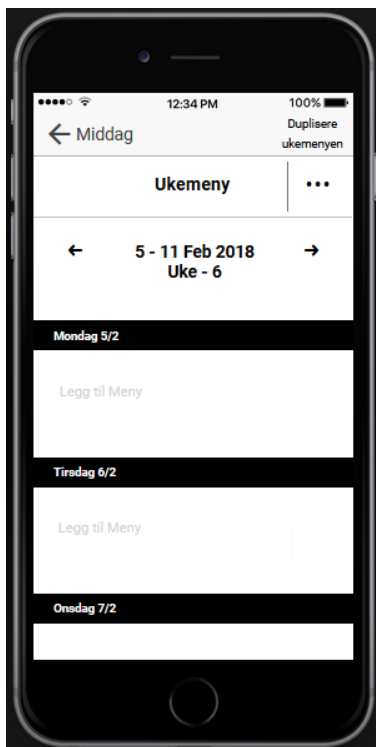 12:34 PM
100%
Middag
Duplisere
ukemenyen
Ukemeny
5 - 11 Feb 2018
Uke - 6
Mondag 5/2
Legg til Meny
Tirsdag 6/2
Legg til Meny
Onsdag 7/2